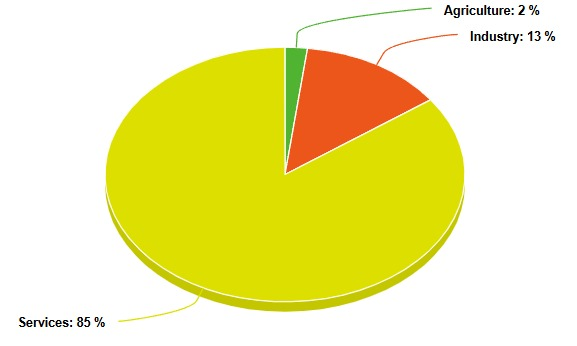 Agriculture: 2 %
Industry: 13 %
Services: 85 %